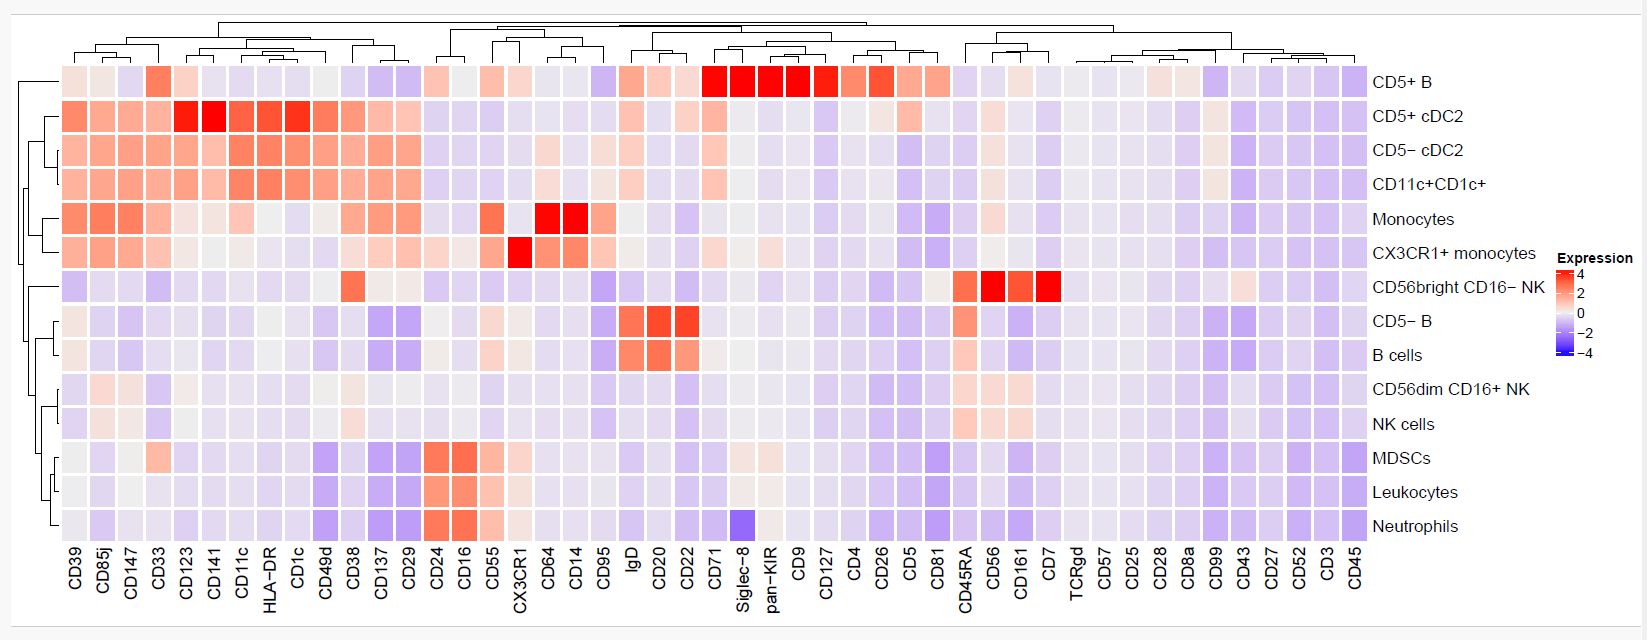 CD5+ B
CD5+ cDC2
CD5− cDC2
CD11c+CD1c+
Monocytes
CX3CR1+ monocytes
CD56bright CD16− NK
CD5− B
B cells
CD56dim CD16+ NK
NK cells
MDSCs
Leukocytes
Neutrophils
Expression
4
2
0
−2
−4
CD39
CD85j
CD147
CD33
CD123
CD141
CD11c
HLA−DR
CD1c
CD49d
CD38
CD137
CD29
CD24
CD16
CD55
CX3CR1
CD64
CD14
CD95
IgD
CD20
CD22
CD71
Siglec−8
pan−KIR
CD9
CD127
CD4
CD26
CD5
CD81
CD45RA
CD56
CD161
CD7
TCRgd
CD57
CD25
CD28
CD8a
CD99
CD43
CD27
CD52
CD3
CD45